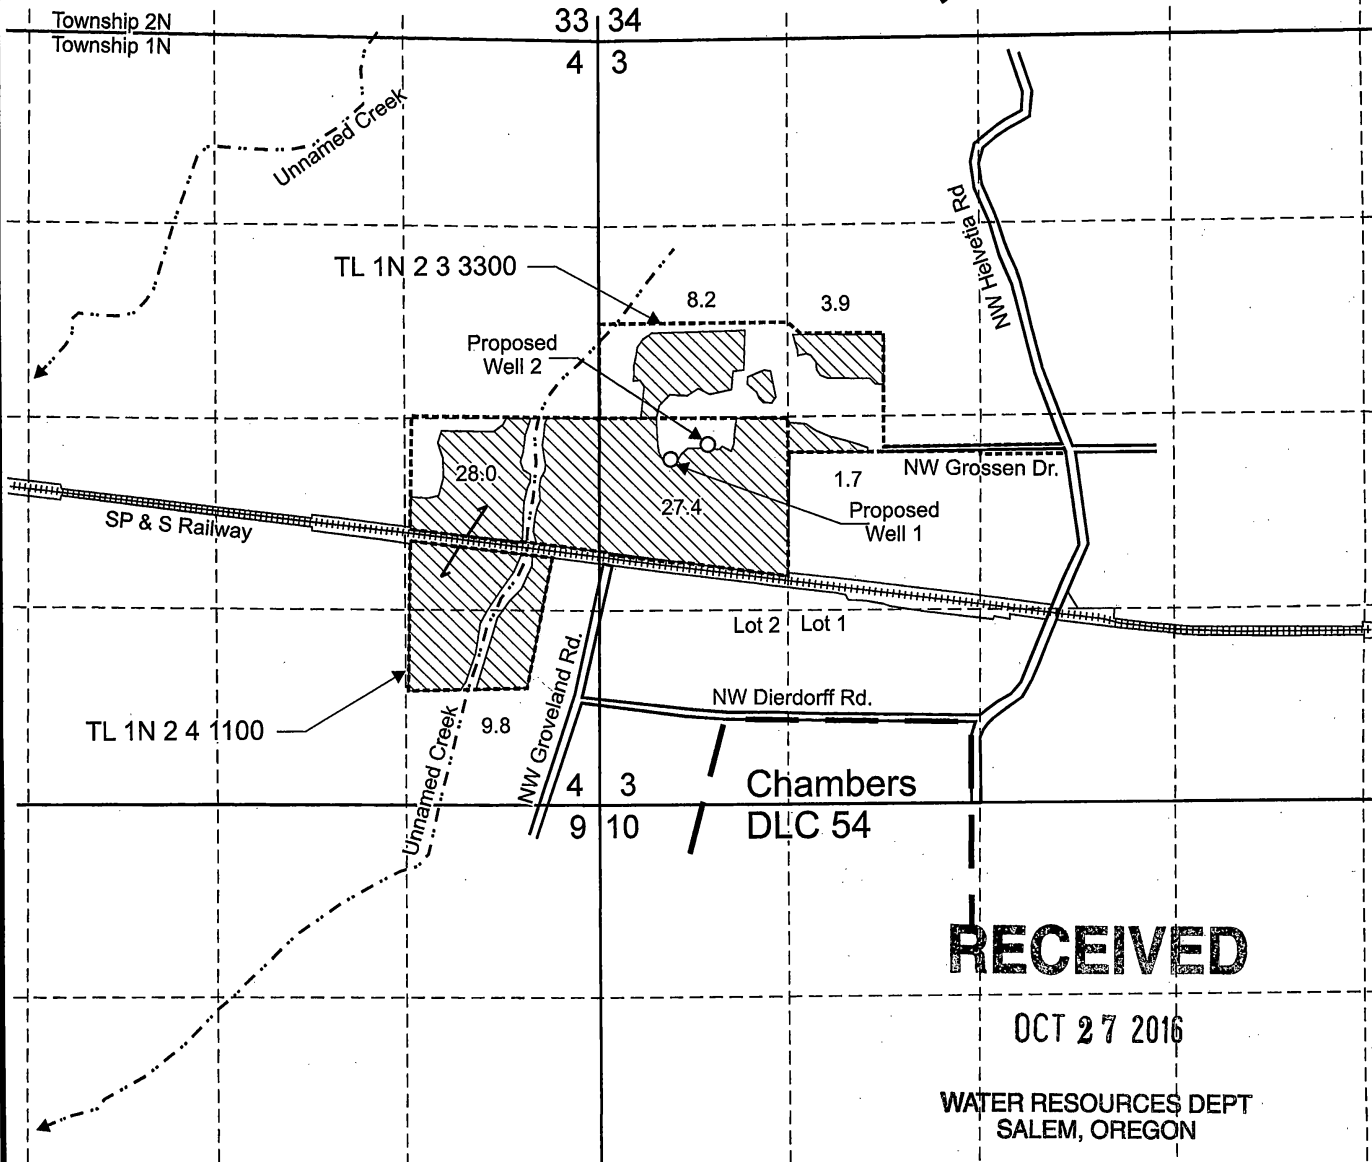 Township 2N
33 34
Township 1N
4 3
Unnamed Creek
NW Helvetia Rd
TL 1N 2 3 3300
8.2
3.9
Proposed
Well 2
28.0
27.4
1.7
NW Grossen Dr.
SP & S Railway
Proposed
Well 1
Lot 2 Lot 1
NW Groveland Rd.
NW Dierdorff Rd.
TL 1N 2 4 1100
9.8
Unnamed Creek
4 3
Chambers
9 10
DLC 54
RECEIVED
OCT 27 2016
WATER RESOURCES DEPT
SALEM, OREGON